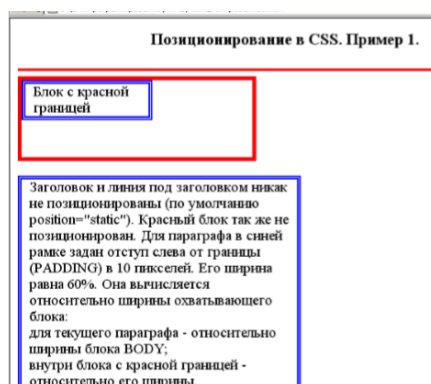 Позиционирование в CSS. Пример 1.
Блок с красной
границей
Заголовок и линия под заголовком никак
не позиционированы (по умолчанию
position="static"). Красный блок так же не
позиционирован. Для параграфа в синей
рамке задан отступ слева от границы
(PADDING) в 10 пикселей. Его ширина
равна 60%. Она вычисляется
относительно ширины охватывающего
блока:
для текущего параграфа - относительно
ширины блока BODY;
внутри блока с красной границей -
относительно его ширины.